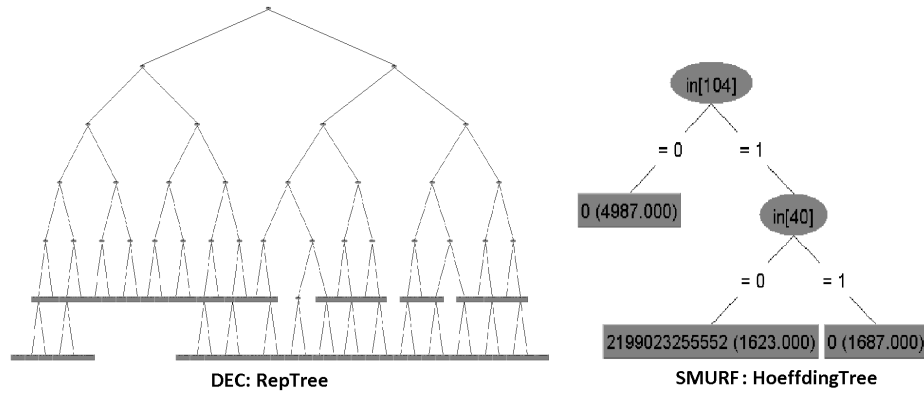 in[104]
= 0 = 1
0 (4987.000)
in[40]
= 0 = 1
2199023255552 (1623.000) 0 (1687.000)
DEC: RepTree
SMURF: HoeffdingTree